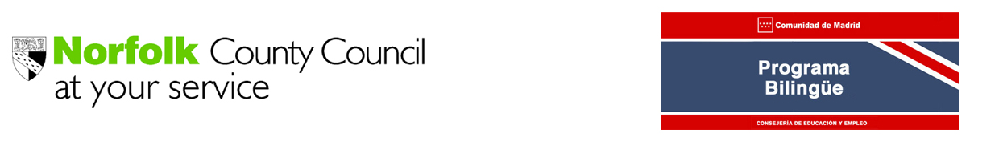 Norfolk County Council
at your service
Comunidad de Madrid
Programa
Bilingüe
CONSEJERÍA DE EDUCACIÓN Y EMPLEO